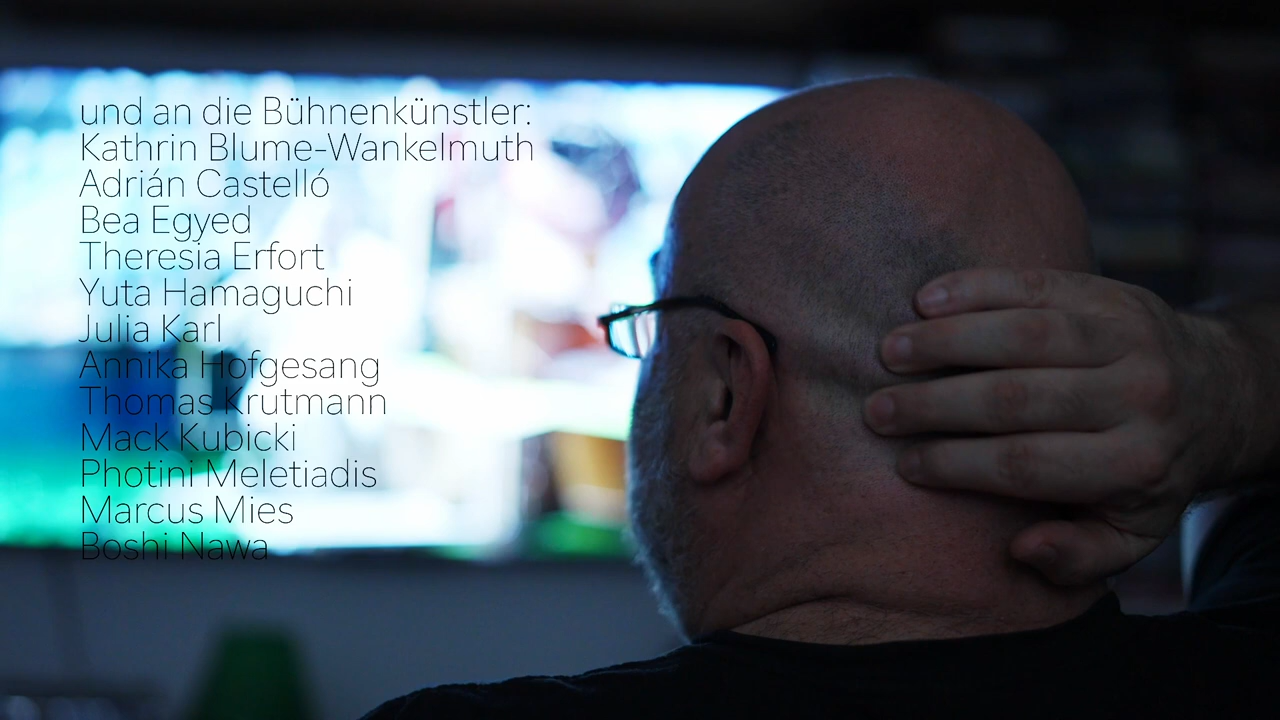 und an die Bühnenkünstler:
Kathrin Blume-Wankelmuth
Adrián Castelló
Bea Egyed
Theresia Erfort
Yuta Hamaguchi
Julia Karl
Annika Hofgesang
Thomas Krutmann
Mack Kubicki
Photini Meletiadis
Marcus Mies
Boshi Nawa